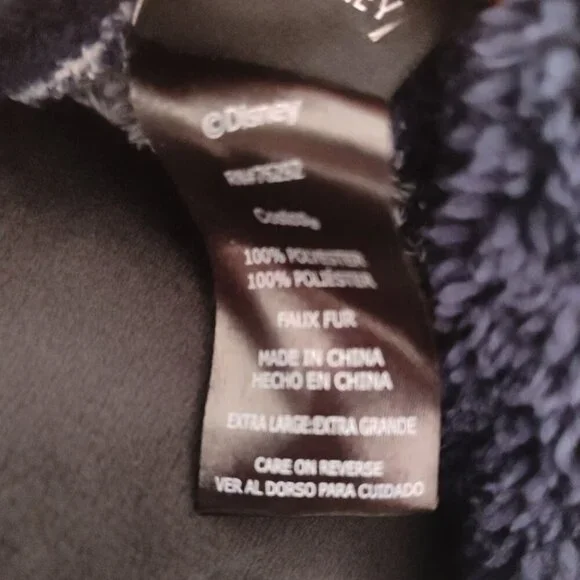 ©Disney
100% POLYESTER
100% POLIÉSTER
FAUX FUR
MADE IN CHINA
HECHO EN CHINA
EXTRA LARGE-EXTRA GRANDE
CARE ON REVERSE
VER AL DORSO PARA CUIDADO